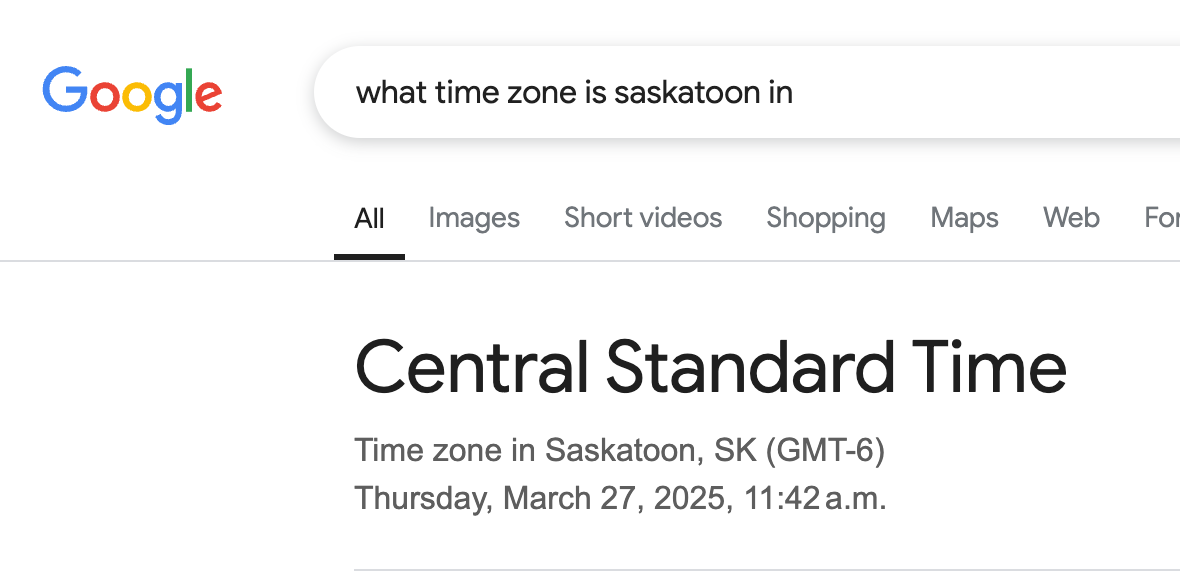 Google
what time zone is saskatoon in
All Images Short videos Shopping Maps Web For
Central Standard Time
Time zone in Saskatoon, SK (GMT-6)
Thursday, March 27, 2025, 11:42 a.m.